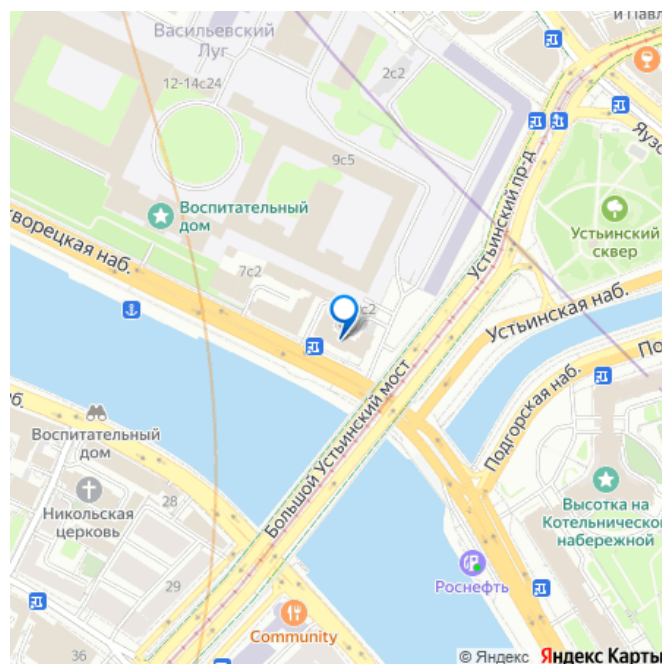 Васильевский
Луг
и Павл
2с2
12-14с24
9с5
Яузс
Устьинский пр-д
Воспитательный
дом
Устьинский
сквер
кворецкая наб.
7с2
с2
Устьинская наб.
По
Подгорская наб.
Большой Устьинский мост
б.
Воспитательный
дом
28
Никольская
церковь
Высотка на
Котельническо
набережной
Роснефть
29
Community
36
© Яндекс Яндекс Карты